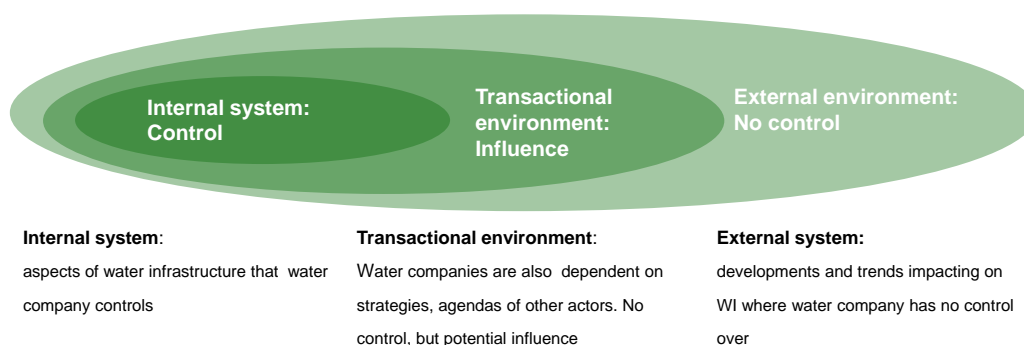 Internal system:
Control
Transactional
environment:
Influence
External environment:
No control
Internal system:
aspects of water infrastructure that water
company controls
Transactional environment:
Water companies are also dependent on
strategies, agendas of other actors. No
control, but potential influence
External system:
developments and trends impacting on
WI where water company has no control
over